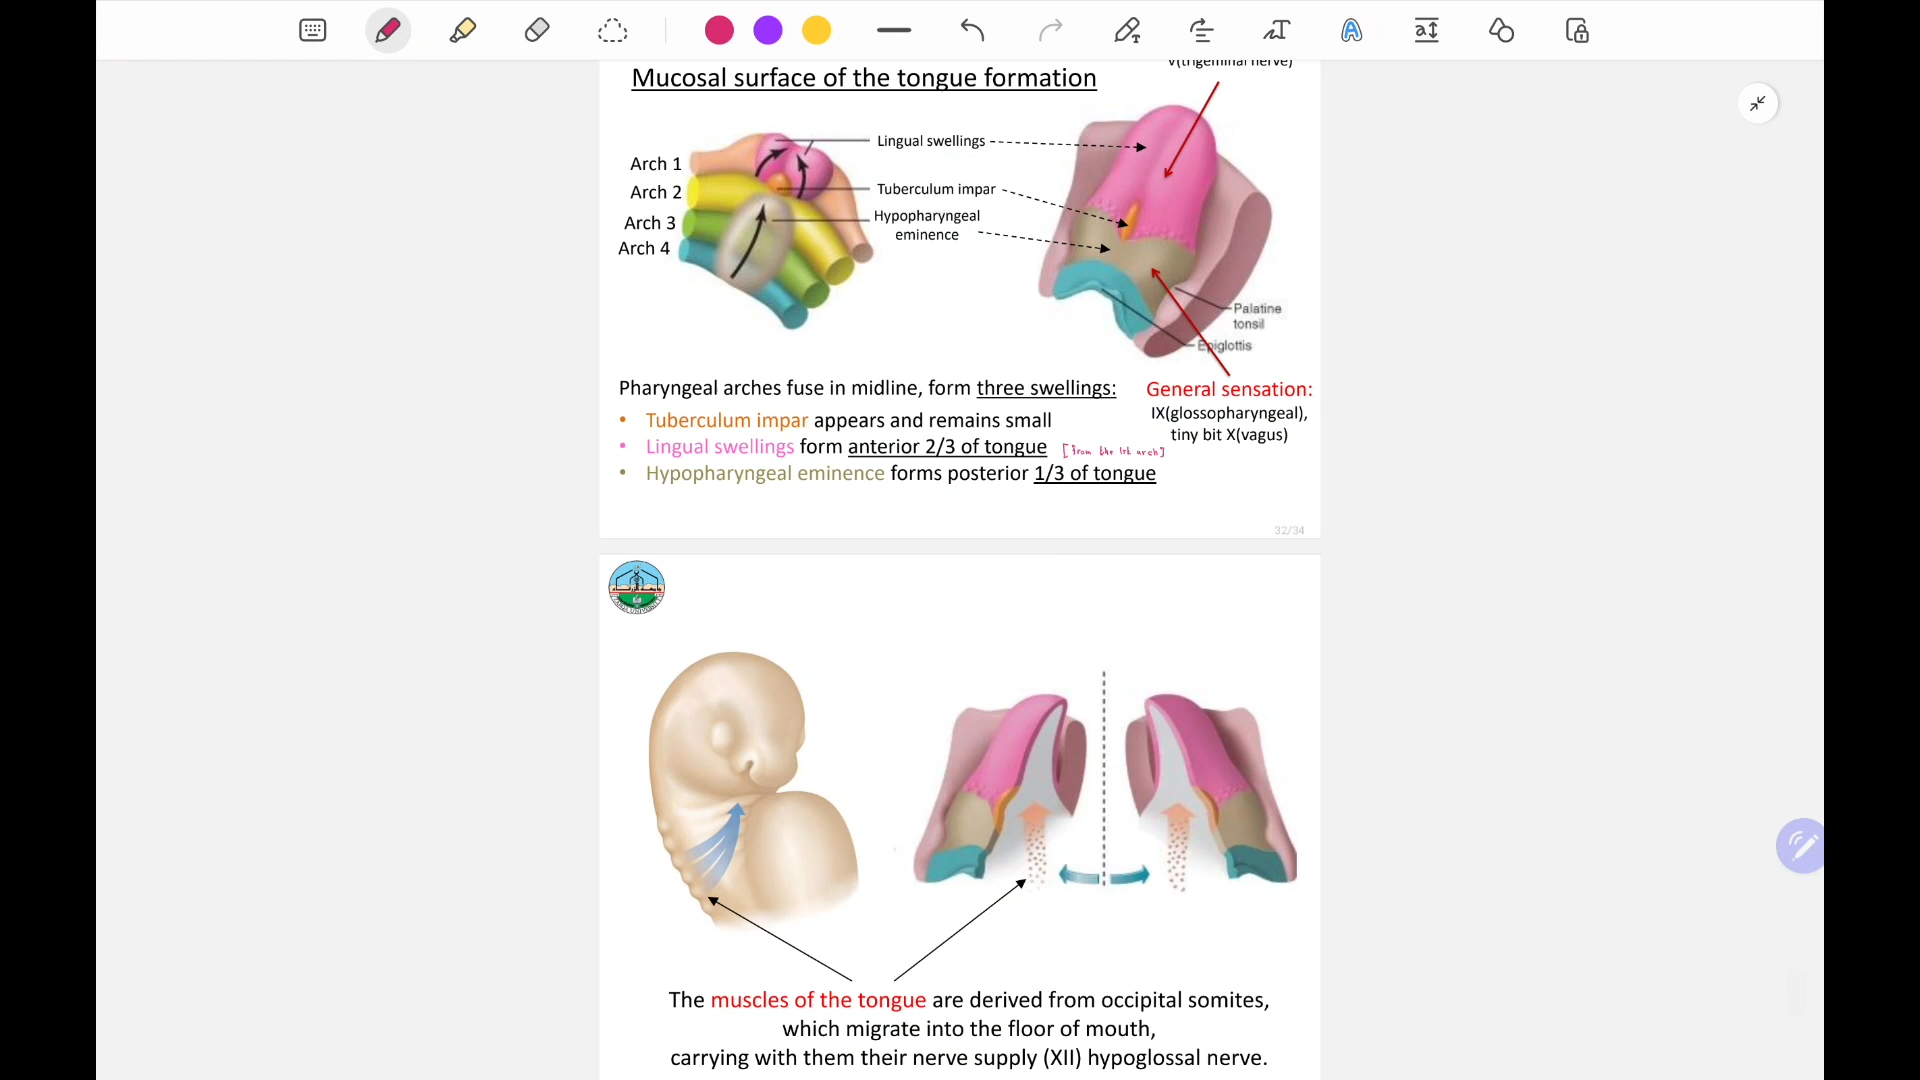 V(trigeminal nerve)
Mucosal surface of the tongue formation
Lingual swellings
Arch 1
Arch 2
Tuberculum impar
Arch 3
Hypopharyngeal
eminence
Arch 4
Palatine
tonsil
Epiglottis
Pharyngeal arches fuse in midline, form three swellings:
General sensation:
IX(glossopharyngeal),
tiny bit X(vagus)
• Tuberculum impar appears and remains small
• Lingual swellings form anterior 2/3 of tongue [from the 1st arch]
• Hypopharyngeal eminence forms posterior 1/3 of tongue
32/34
The muscles of the tongue are derived from occipital somites,
which migrate into the floor of mouth,
carrying with them their nerve supply (XII) hypoglossal nerve.